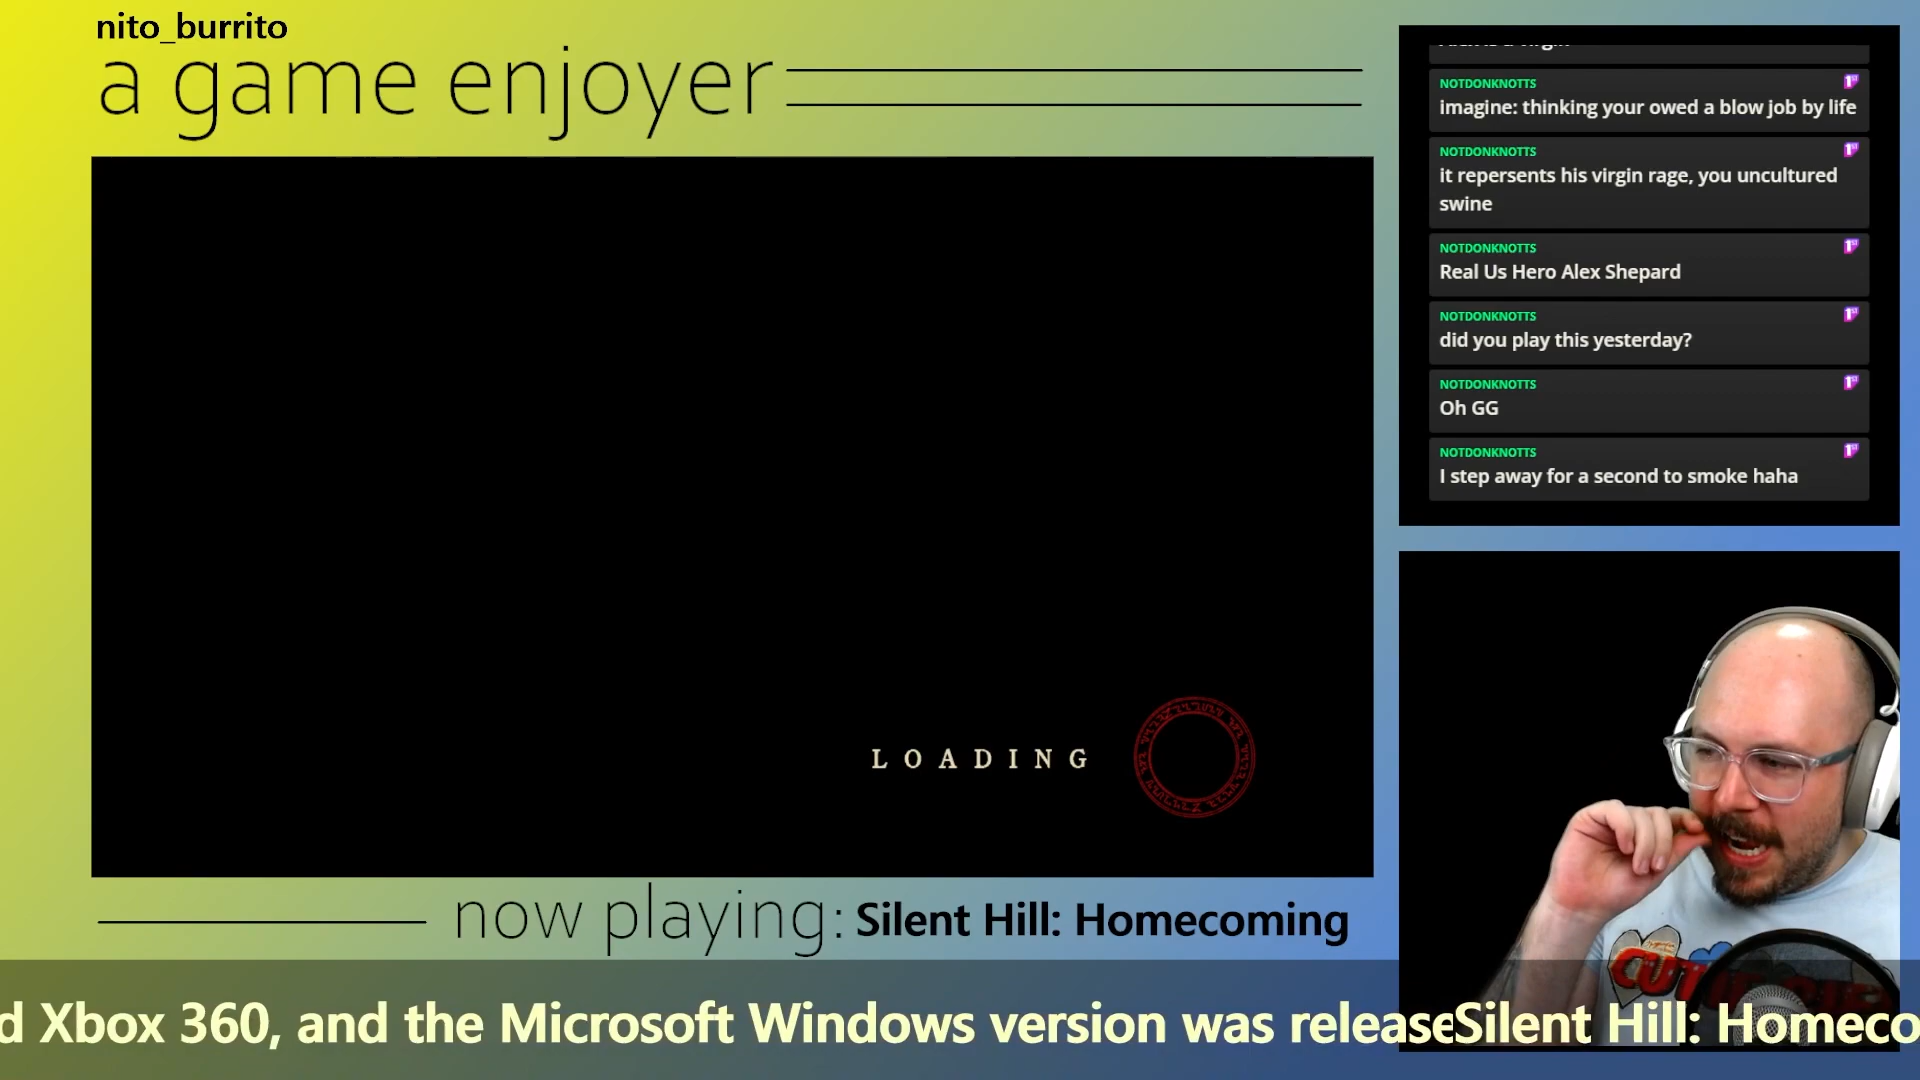 nito_burrito
a game enjoyer
NOTDONKNOTTS
imagine: thinking your owed a blow job by life
NOTDONKNOTTS
it repersents his virgin rage, you uncultured
swine
NOTDONKNOTTS
Real Us Hero Alex Shepard
NOTDONKNOTTS
did you play this yesterday?
NOTDONKNOTTS
Oh GG
NOTDONKNOTTS
I step away for a second to smoke haha
LOADING
now playing: Silent Hill: Homecoming
d Xbox 360, and the Microsoft Windows version was release
Silent Hill: Homeco